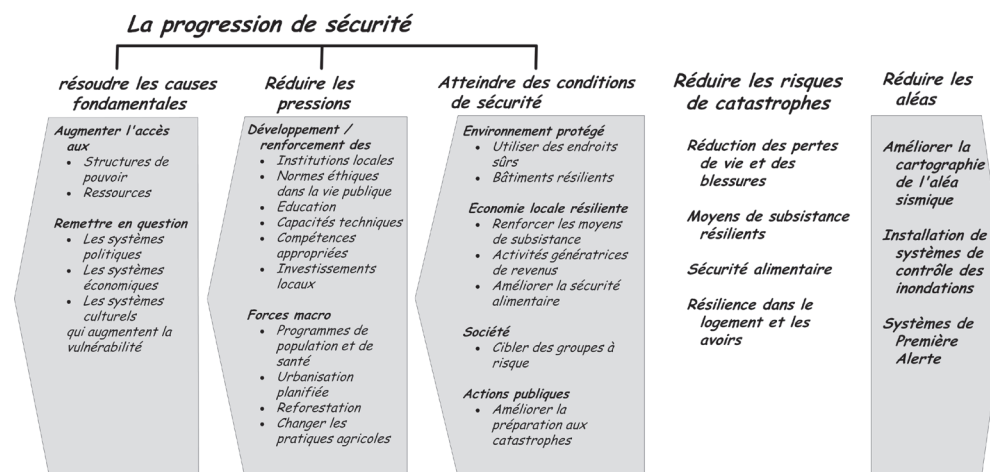 La progression de sécurité
résoudre les causes
fondamentales
Augmenter l'accès
aux
• Structures de
pouvoir
• Ressources
Remettre en question
• Les systèmes
politiques
• Les systèmes
économiques
• Les systèmes
culturels
qui augmentent la
vulnérabilité
Réduire les
pressions
Développement /
renforcement des
• Institutions locales
• Normes éthiques
dans la vie publique
• Education
• Capacités techniques
• Compétences
appropriées
• Investissements
locaux
Forces macro
• Programmes de
population et de
santé
• Urbanisation
planifiée
• Reforestation
• Changer les
pratiques agricoles
Atteindre des conditions
de sécurité
Environnement protégé
• Utiliser des endroits
sûrs
• Bâtiments résilients
Economie locale résiliente
• Renforcer les moyens
de subsistance
• Activités génératrices
de revenus
• Améliorer la sécurité
alimentaire
Société
• Cibler des groupes à
risque
Actions publiques
• Améliorer la
préparation aux
catastrophes
Réduire les risques
de catastrophes
Réduction des pertes
de vie et des
blessures
Moyens de subsistance
résilients
Sécurité alimentaire
Résilience dans le
logement et les
avoirs
Réduire les
aléas
Améliorer la
cartographie
de l'aléa
sismique
Installation de
systèmes de
contrôle des
inondations
Systèmes de
Première
Alerte